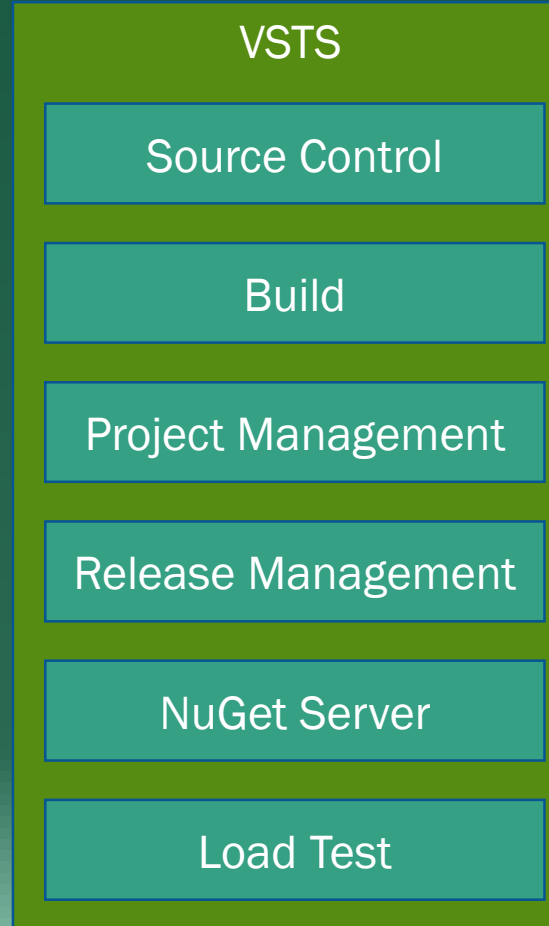 VSTS
Source Control
Build
Project Management
Release Management
NuGet Server
Load Test